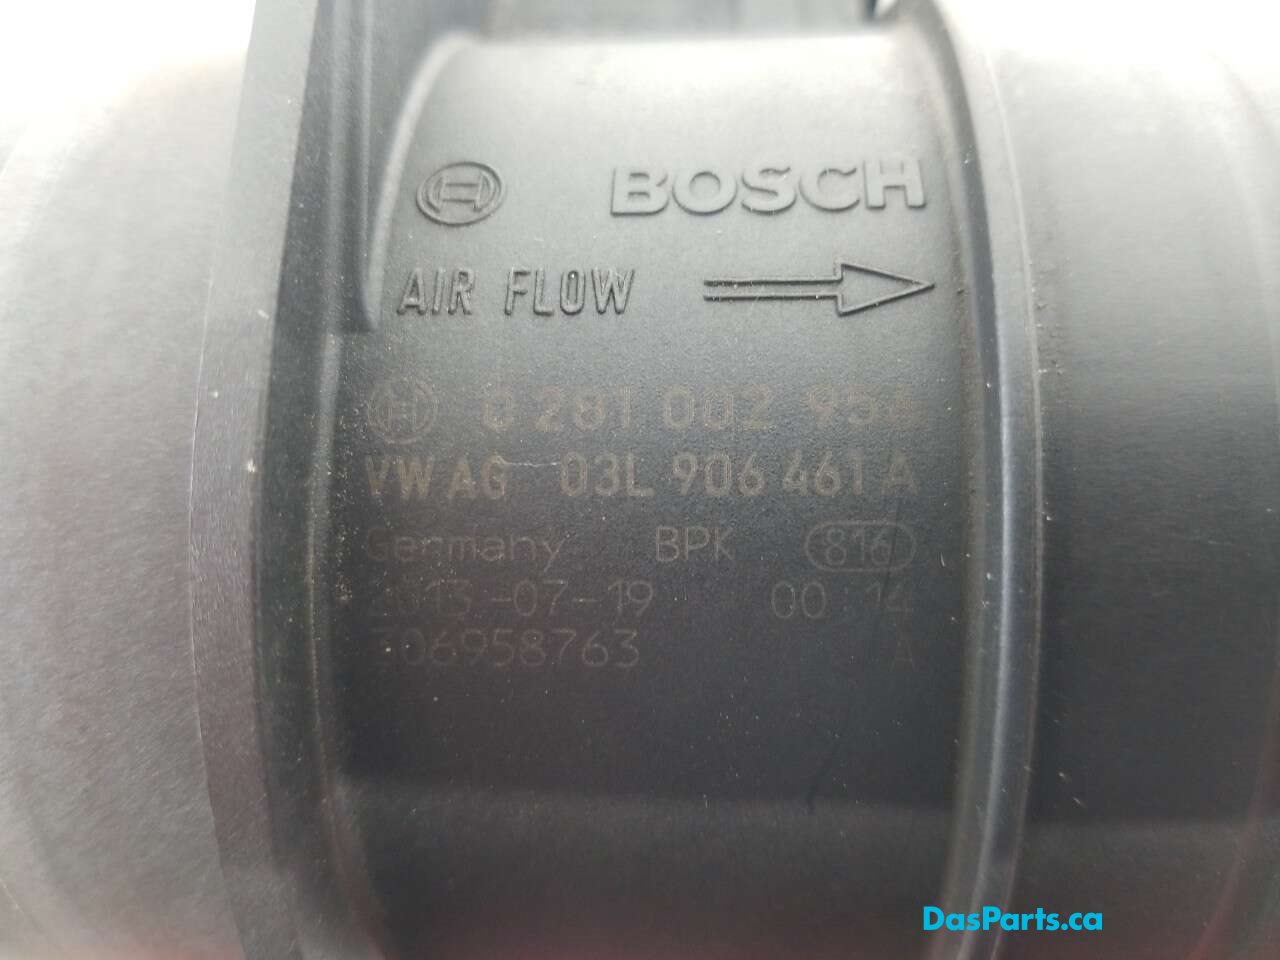 BOSCH
AIR FLOW
0 281 002 956
VW AG 03L 906 461 A
Germany BPK 816
2013-07-19 00:14
306958763 A
DasParts.ca